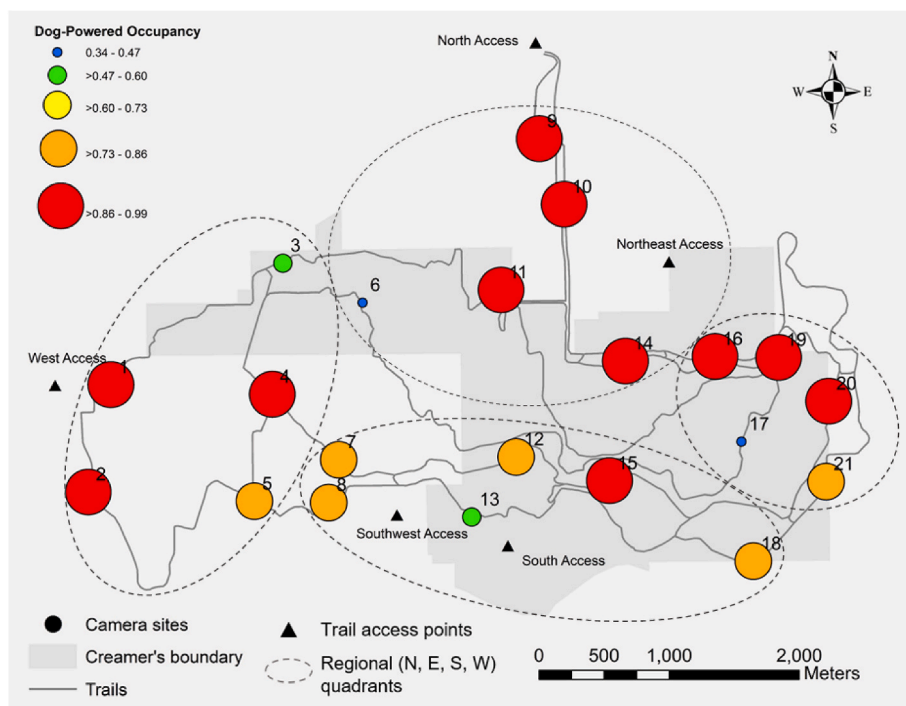 Dog-Powered Occupancy
0.34 - 0.47
>0.47 - 0.60
>0.60 - 0.73
>0.73 - 0.86
>0.86 - 0.99
North Access
N
W E
S
9
10
Northeast Access
3
11
6
14
16
19
West Access
1
4
20
17
7
12
15
21
2
5
8
13
Southwest Access
South Access
18
Camera sites
Creamer's boundary
Trails
Trail access points
Regional (N, E, S, W)
quadrants
0 500 1,000 2,000
Meters